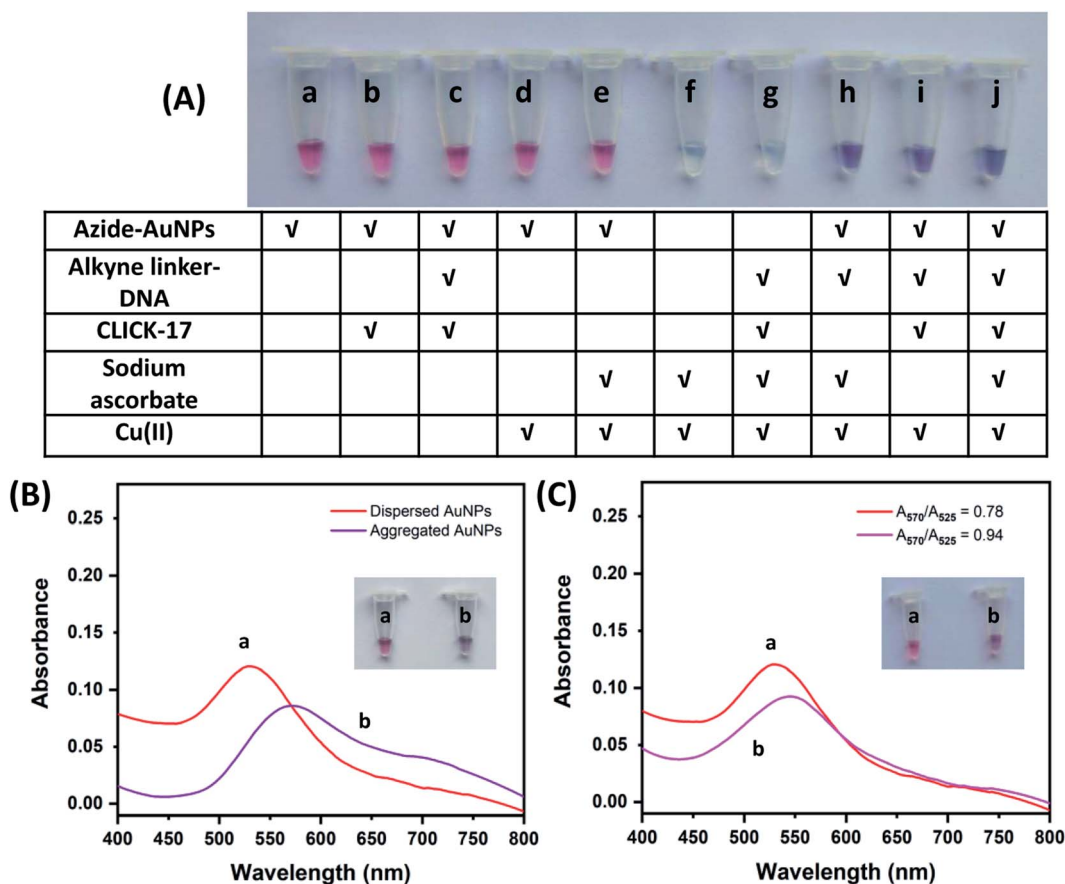 (A)
a b c d e f g h i j
Azide-AuNPs √ √ √ √ √ √ √ √
Alkyne linker-
DNA √ √ √ √ √
CLICK-17 √ √ √ √ √
Sodium
ascorbate √ √ √ √ √
Cu(II) √ √ √ √ √ √ √
(B)
0.25
0.20
0.15
0.10
0.05
0.00
Absorbance
400 450 500 550 600 650 700 750 800
Wavelength (nm)
Dispersed AuNPs
Aggregated AuNPs
a b
a
b
(C)
0.25
0.20
0.15
0.10
0.05
0.00
Absorbance
400 450 500 550 600 650 700 750 800
Wavelength (nm)
A570/A525 = 0.78
A570/A525 = 0.94
a b
a
b